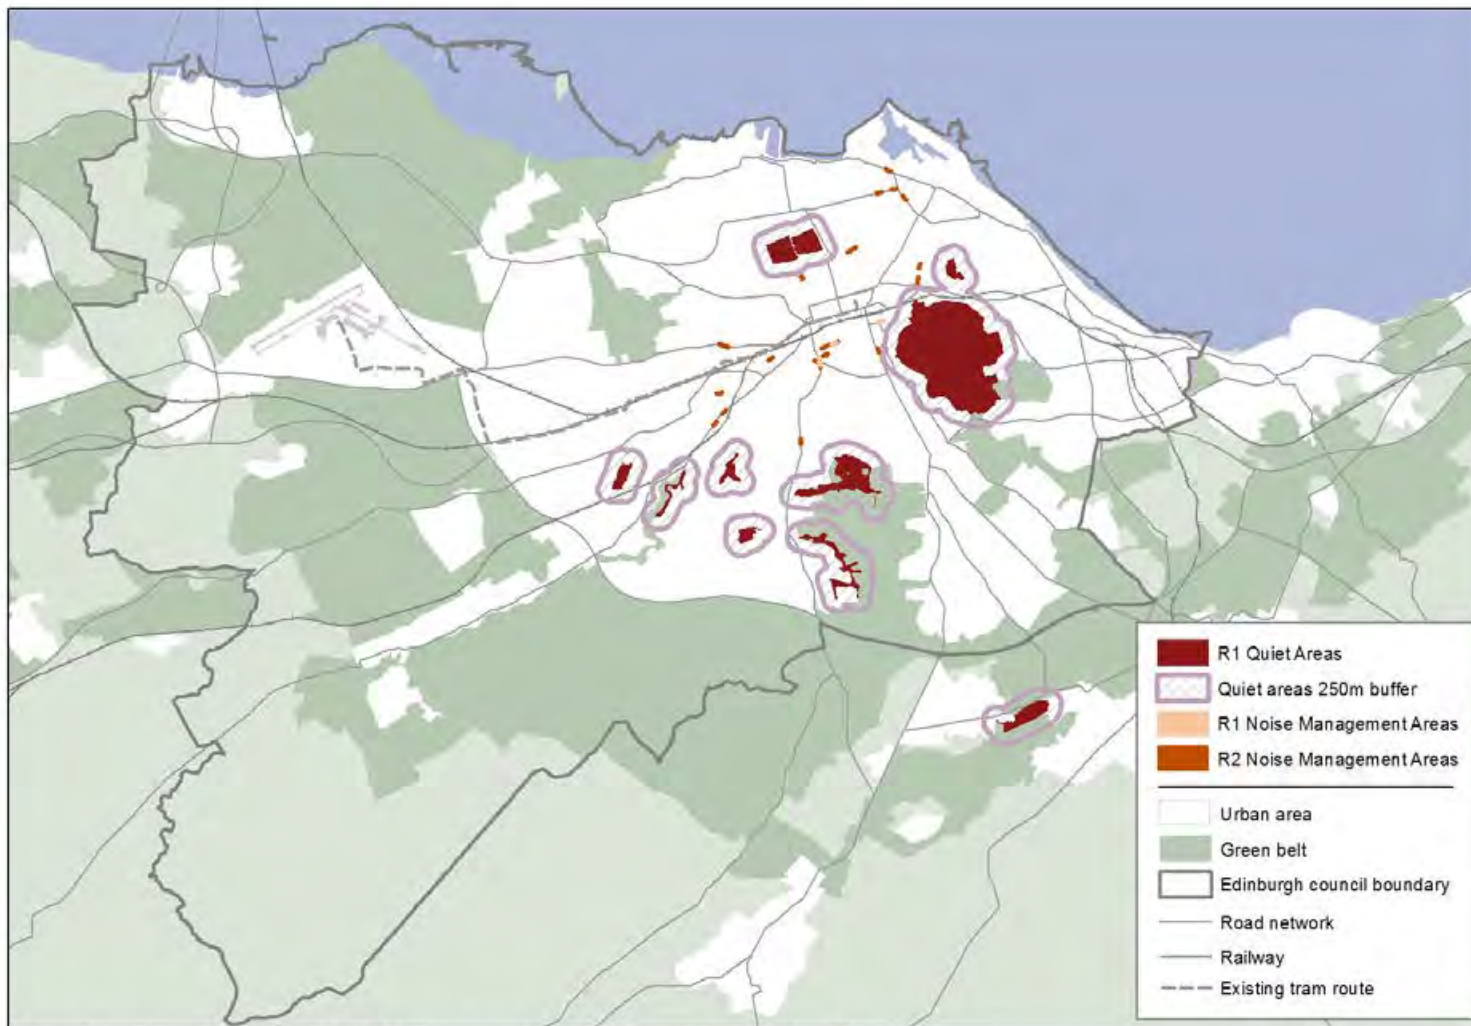 R1 Quiet Areas
Quiet areas 250m buffer
R1 Noise Management Areas
R2 Noise Management Areas
Urban area
Green belt
Edinburgh council boundary
Road network
Railway
Existing tram route